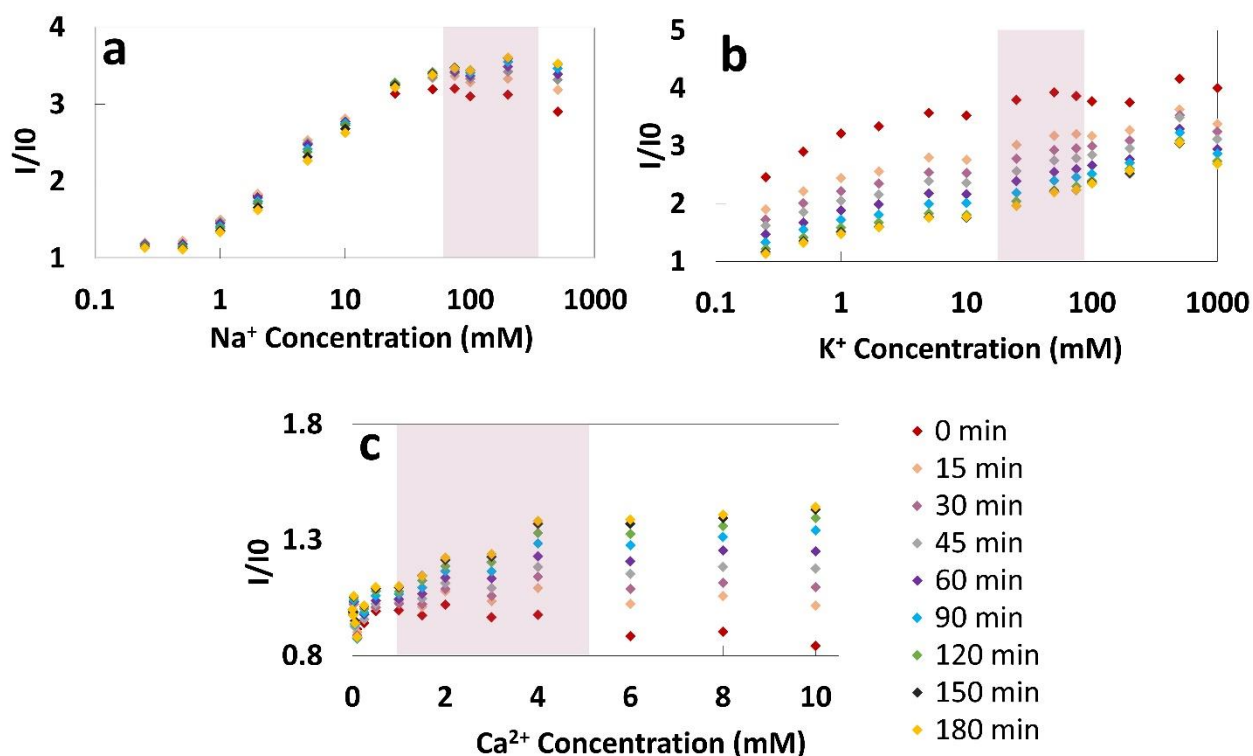 a
I/I0
4
3
2
1
0.1 1 10 100 1000
Na⁺ Concentration (mM)
b
I/I0
5
4
3
2
1
0.1 1 10 100 1000
K⁺ Concentration (mM)
c
I/I0
1.8
1.3
0.8
0 2 4 6 8 10
Ca²⁺ Concentration (mM)
0 min
15 min
30 min
45 min
60 min
90 min
120 min
150 min
180 min